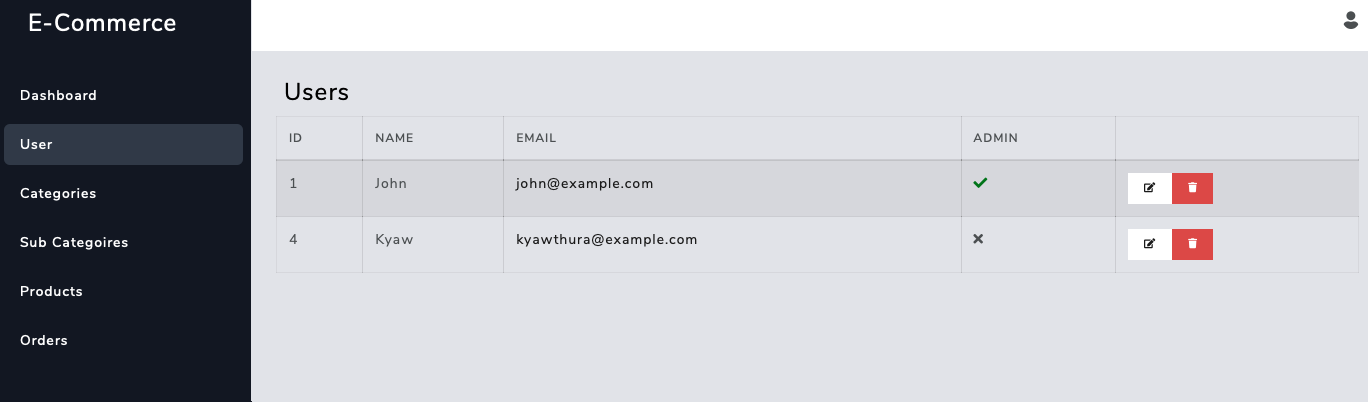 E-Commerce
Dashboard
User
Categories
Sub Categoires
Products
Orders
Users
ID NAME EMAIL ADMIN
1 John john@example.com
4 Kyaw kyawthura@example.com